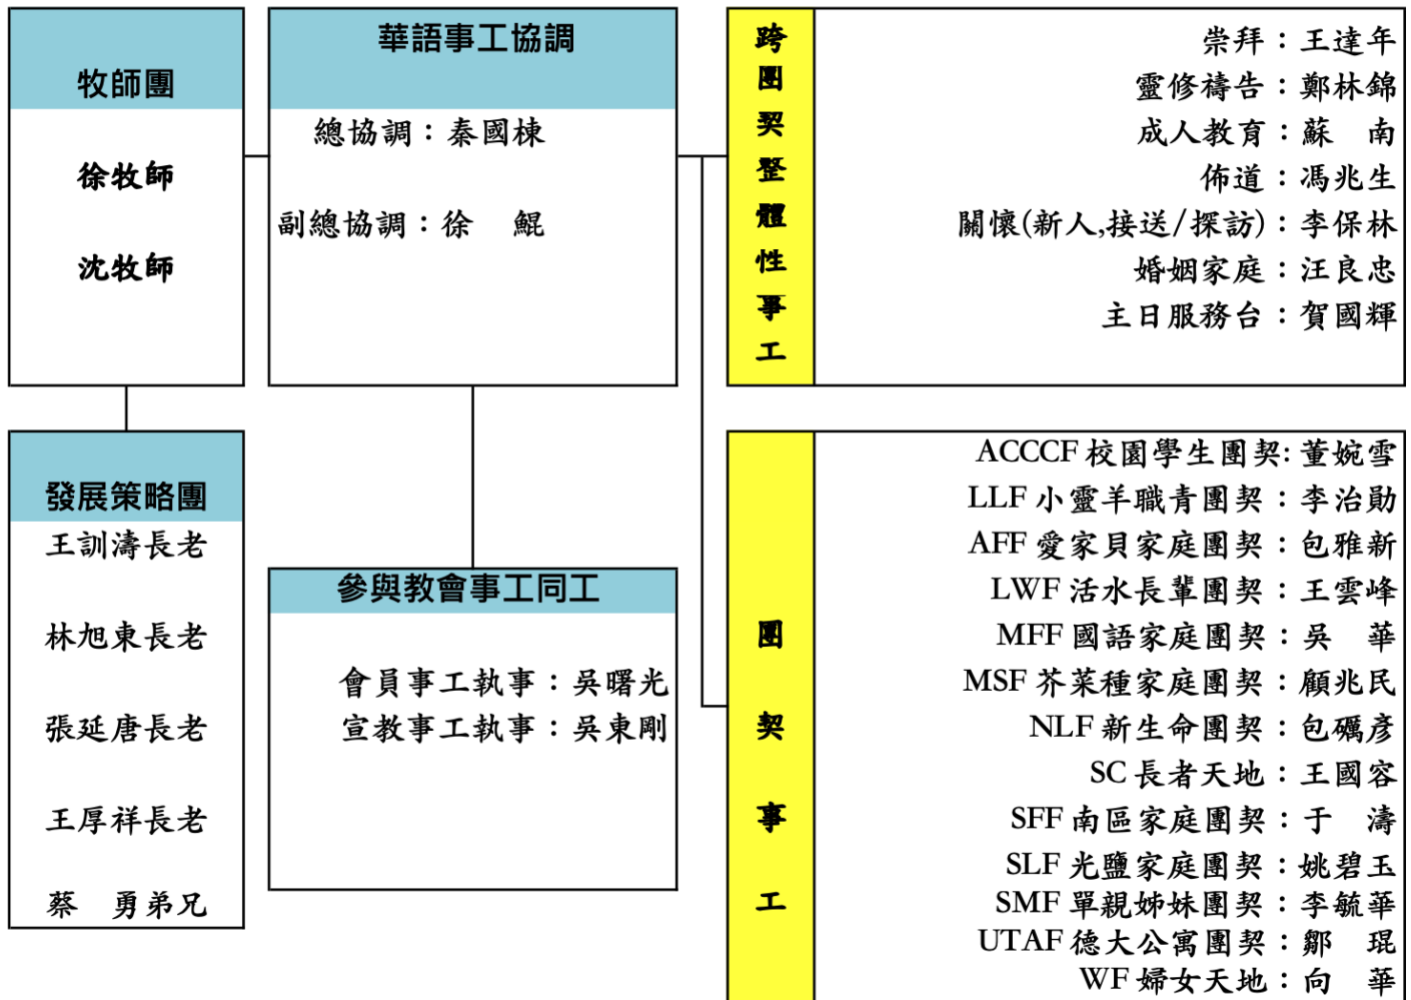 牧師團
徐牧師
沈牧師
華語事工協調
總協調：秦國棟
副總協調：徐　鯤
跨團契整體性事工
崇拜：王達年
靈修禱告：鄭林錦
成人教育：蘇　南
佈道：馮兆生
關懷(新人,接送/探訪)：李保林
婚姻家庭：汪良忠
主日服務台：賀國輝
發展策略團
王訓濤長老
林旭東長老
張延唐長老
王厚祥長老
蔡　勇弟兄
參與教會事工同工
會員事工執事：吳曙光
宣教事工執事：吳東剛
團契事工
ACCCF 校園學生團契: 董婉雪
LLF 小靈羊職青團契：李治勛
AFF 愛家貝家庭團契：包雅新
LWF 活水長輩團契：王雲峰
MFF 國語家庭團契：吳　華
MSF 芥菜種家庭團契：顧兆民
NLF 新生命團契：包礪彥
SC 長者天地：王國容
SFF 南區家庭團契：于　濤
SLF 光鹽家庭團契：姚碧玉
SMF 單親姊妹團契：李毓華
UTAF 德大公寓團契：鄒　琨
WF 婦女天地：向　華